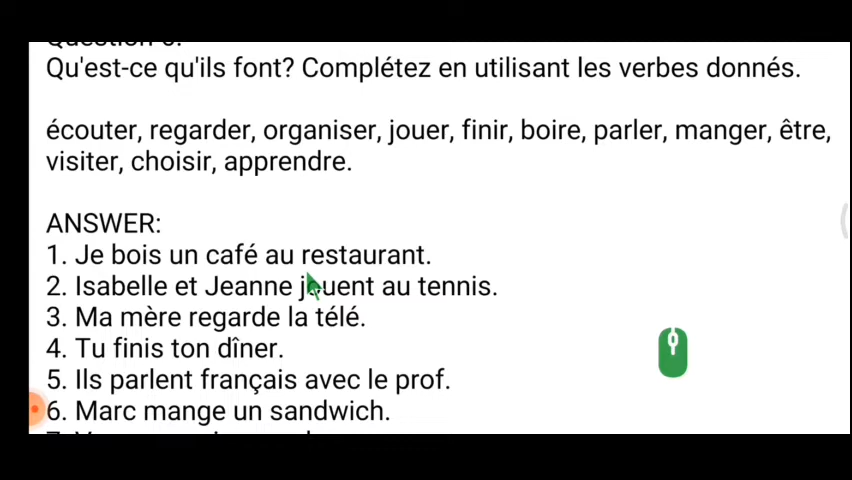 Qu'est-ce qu'ils font? Complétez en utilisant les verbes donnés.
écouter, regarder, organiser, jouer, finir, boire, parler, manger, être,
visiter, choisir, apprendre.
ANSWER:
1. Je bois un café au restaurant.
2. Isabelle et Jeanne jouent au tennis.
3. Ma mère regarde la télé.
4. Tu finis ton dîner.
5. Ils parlent français avec le prof.
6. Marc mange un sandwich.